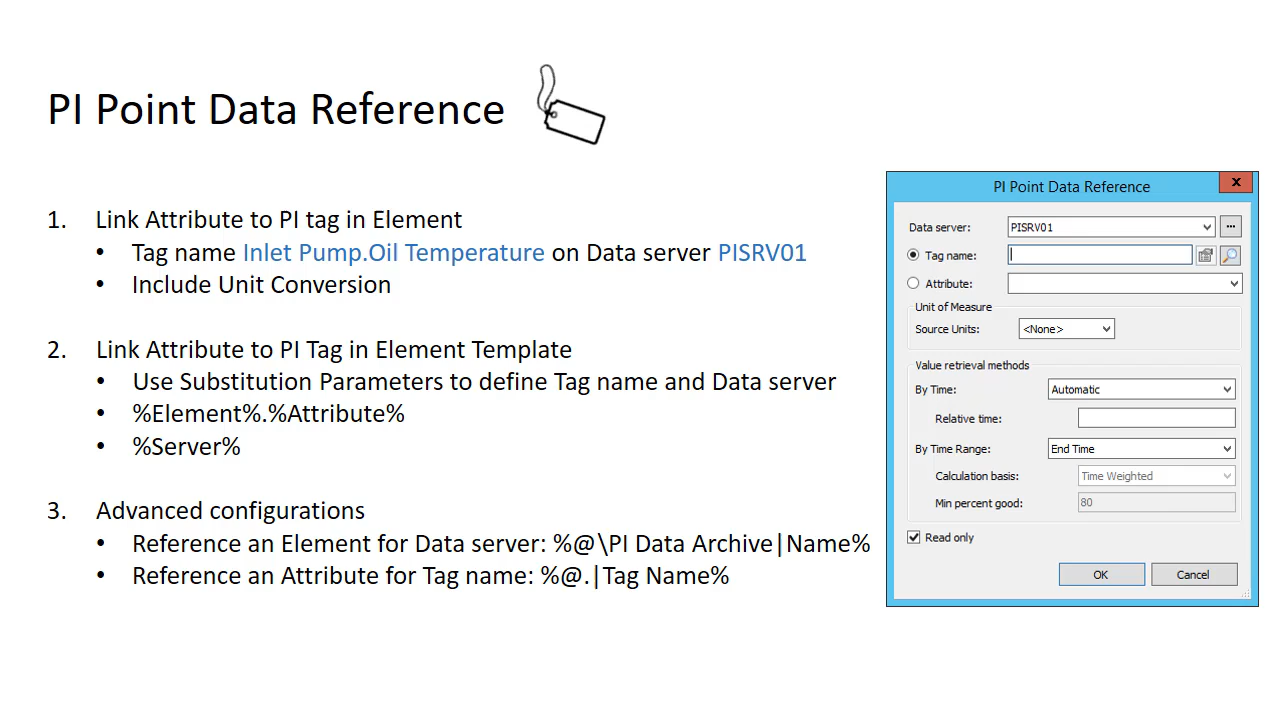 PI Point Data Reference
1. Link Attribute to PI tag in Element
• Tag name Inlet Pump.Oil Temperature on Data server PISRV01
• Include Unit Conversion
2. Link Attribute to PI Tag in Element Template
• Use Substitution Parameters to define Tag name and Data server
• %Element%.%Attribute%
• %Server%
3. Advanced configurations
• Reference an Element for Data server: %@\PI Data Archive|Name%
• Reference an Attribute for Tag name: %@.|Tag Name%
PI Point Data Reference x
Data server: PISRV01 ...
Tag name:
Attribute:
Unit of Measure
Source Units: <None>
Value retrieval methods
By Time: Automatic
Relative time:
By Time Range: End Time
Calculation basis: Time Weighted
Min percent good: 80
Read only
OK Cancel